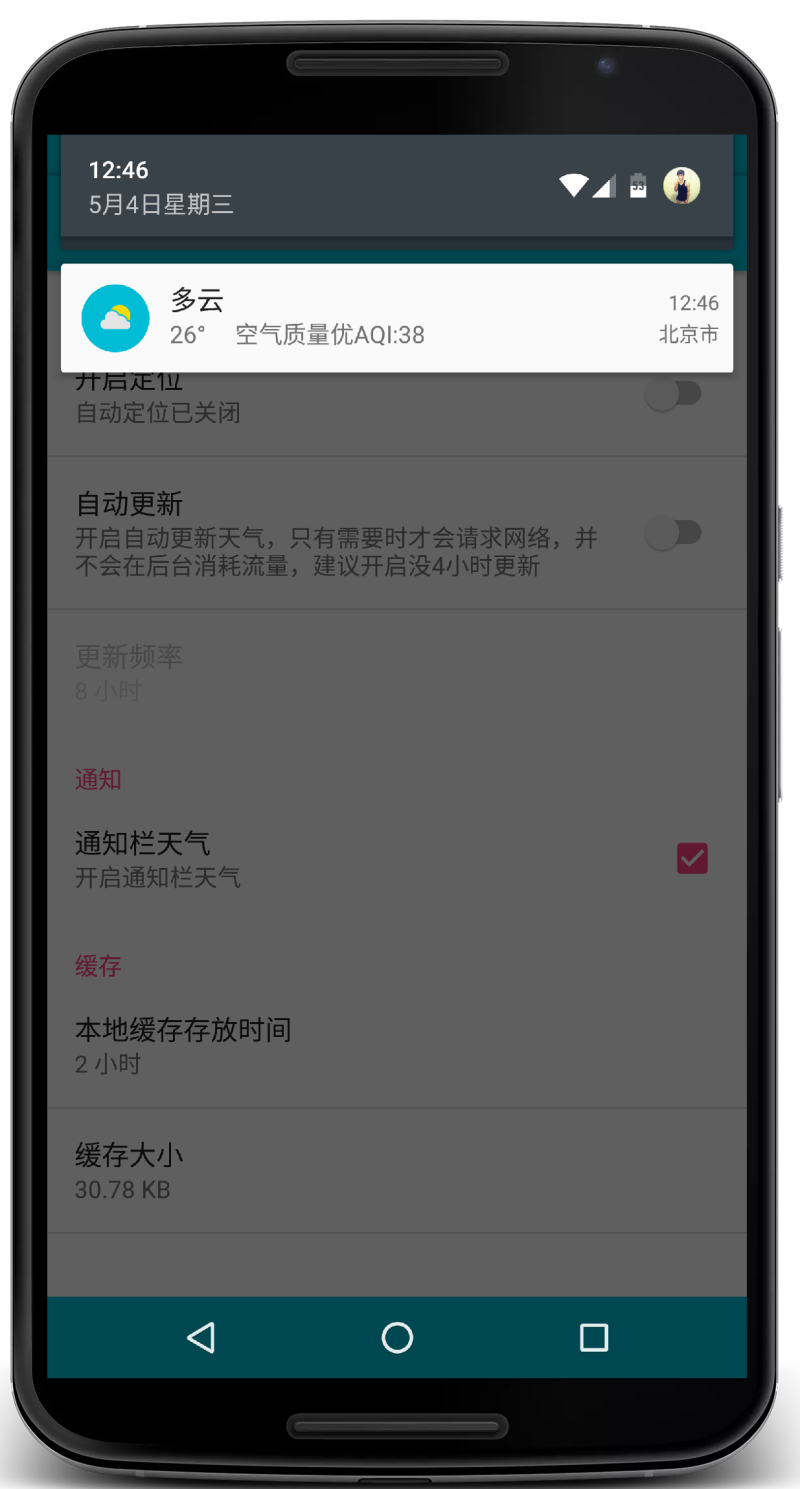 12:46
5月4日星期三
53
多云
12:46
26° 空气质量优AQI:38
北京市
开启定位
自动定位已关闭
自动更新
开启自动更新天气，只有需要时才会请求网络，并
不会在后台消耗流量，建议开启没4小时更新
更新频率
8 小时
通知
通知栏天气
开启通知栏天气
缓存
本地缓存存放时间
2 小时
缓存大小
30.78 KB